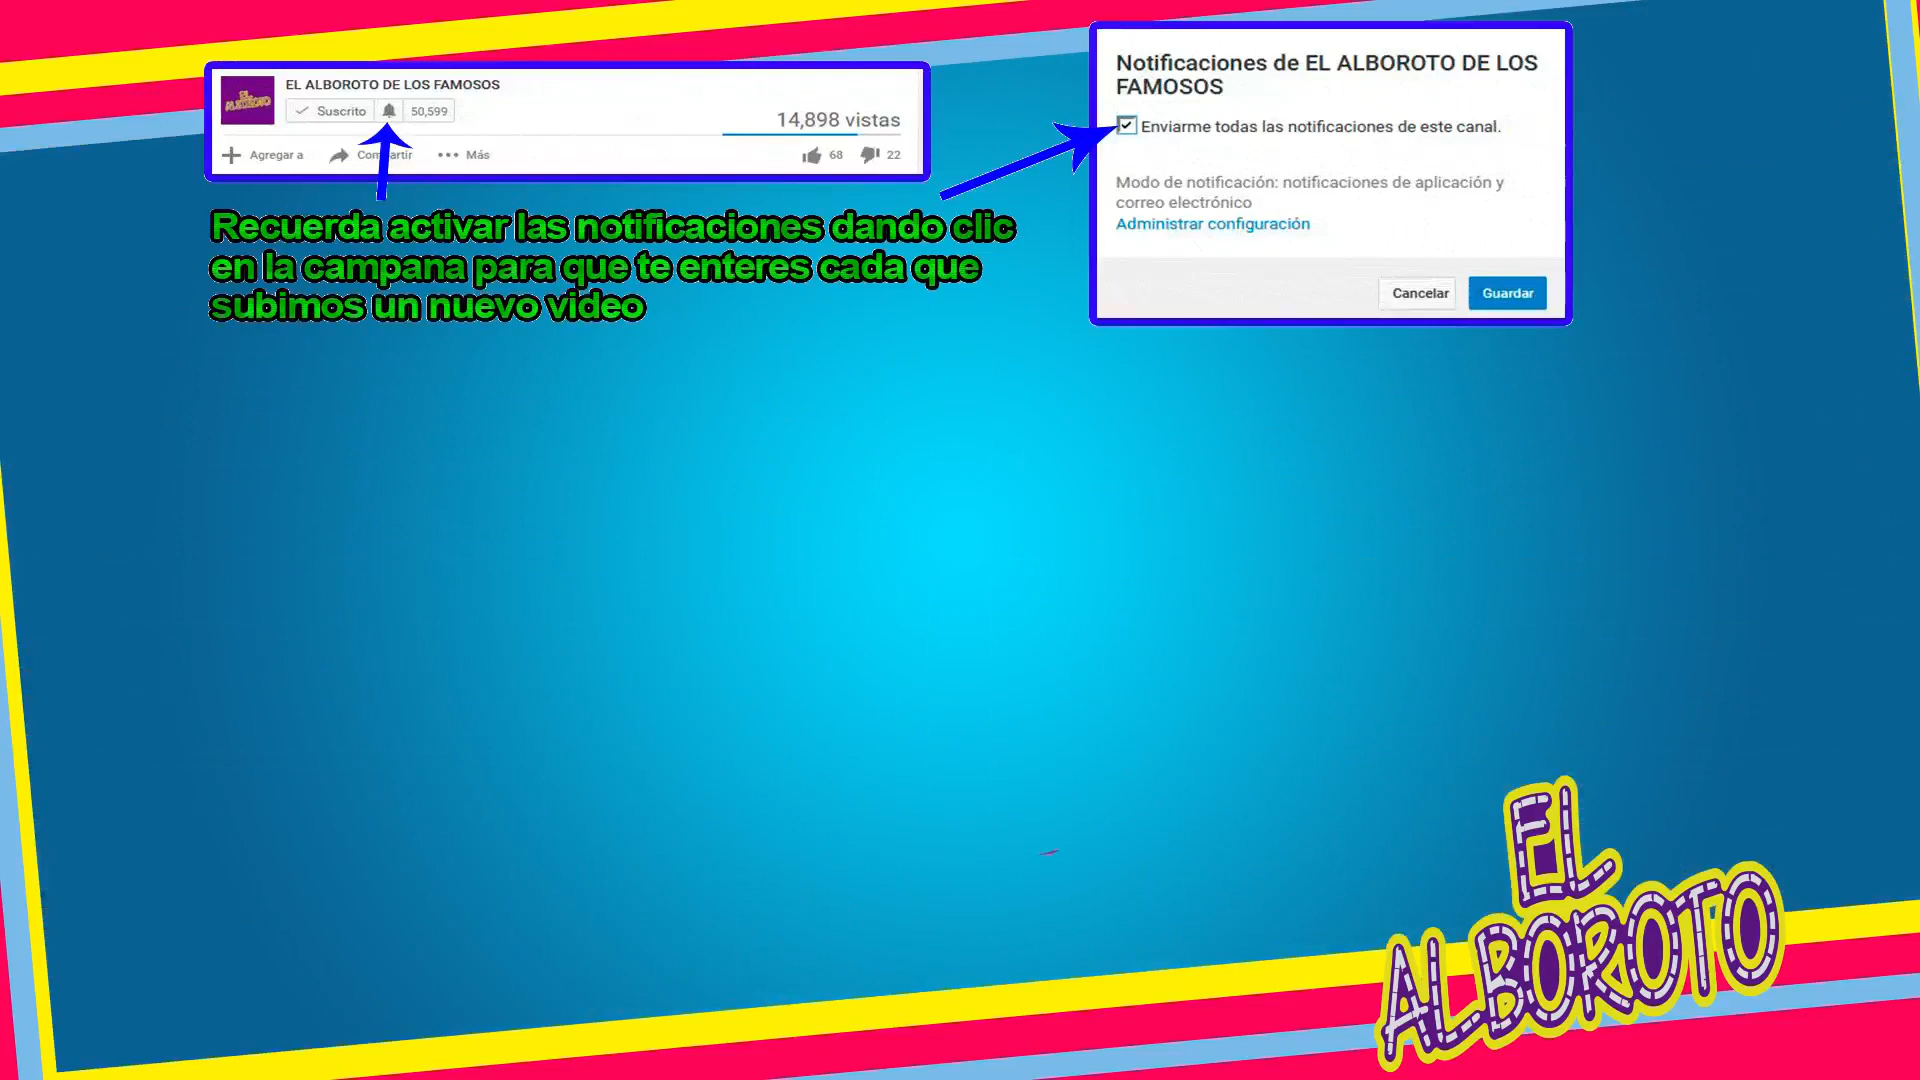 EL ALBOROTO
EL ALBOROTO DE LOS FAMOSOS
Suscrito 50,599
14,898 vistas
Agregar a Compartir Más 68 22
Notificaciones de EL ALBOROTO DE LOS
FAMOSOS
Enviarme todas las notificaciones de este canal.
Modo de notificación: notificaciones de aplicación y
correo electrónico
Administrar configuración
Cancelar Guardar
Recuerda activar las notificaciones dando clic
en la campana para que te enteres cada que
subimos un nuevo video
EL
ALBOROTO